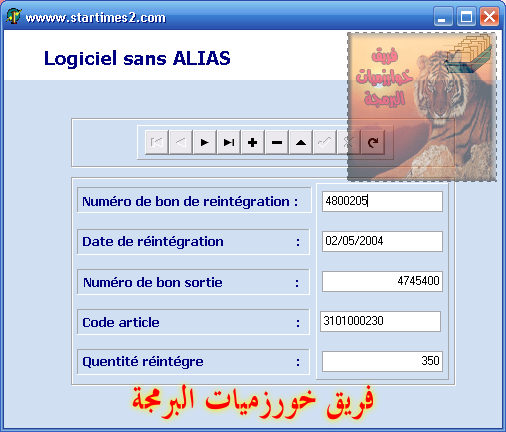 wwww.startimes2.com
Logiciel sans ALIAS
فريق
خوارزميات
البرمجة
Numéro de bon de reintégration : 4800205
Date de réintégration : 02/05/2004
Numéro de bon sortie : 4745400
Code article : 3101000230
Quentité réintégre : 350
فريق خورزميات البرمجة